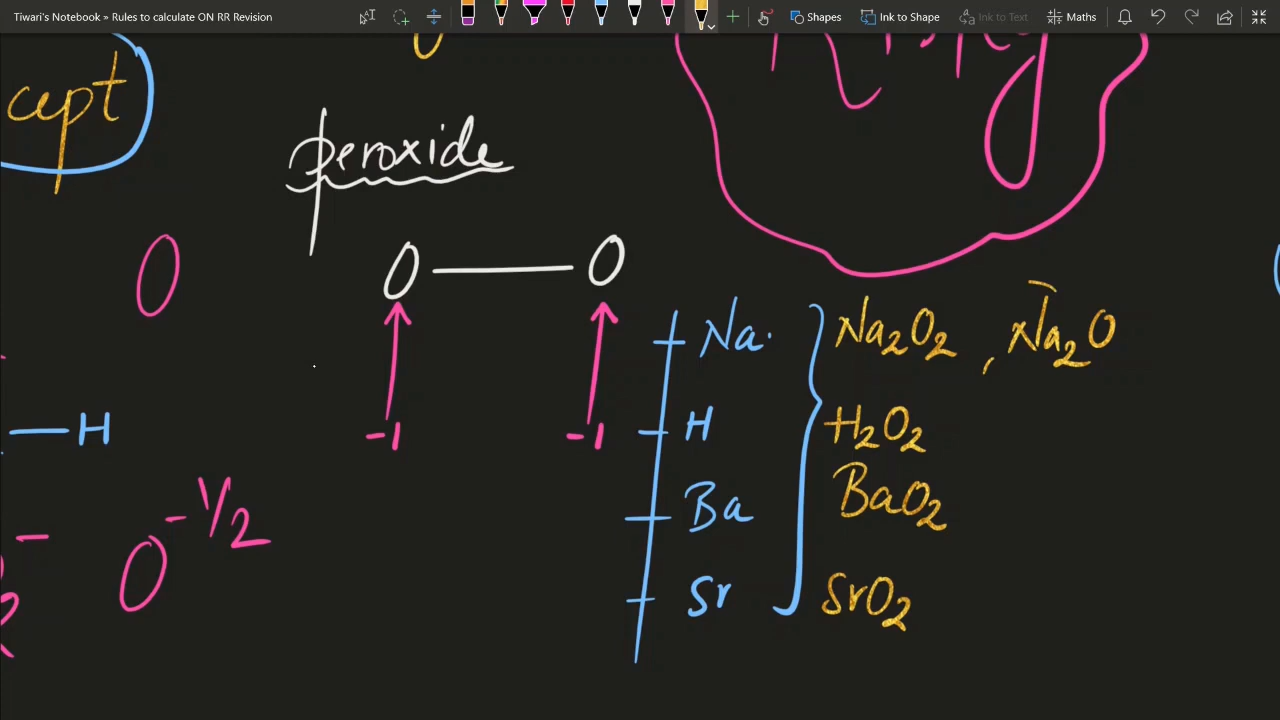 Tiwari's Notebook » Rules to calculate ON RR Revision
Shapes
Ink to Shape
Ink to Text
Maths
cept
peroxide
O
O — O
Na. Na2O2, Na2O
-1 -1
— H
H H2O2
Ba BaO2
O^-1/2
Sr SrO2